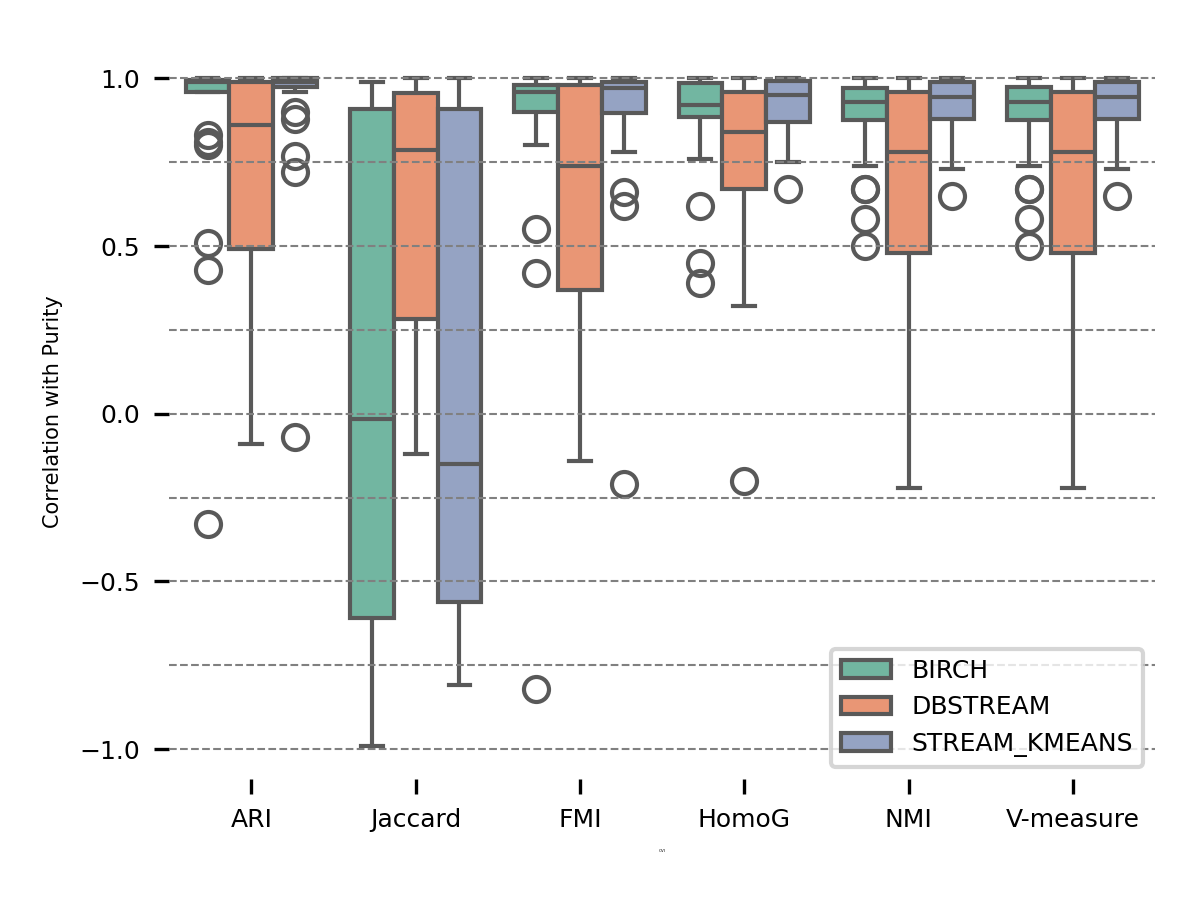 1.0
0.5
0.0
−0.5
−1.0
Correlation with Purity
BIRCH
DBSTREAM
STREAM_KMEANS
ARI Jaccard FMI HomoG NMI V-measure